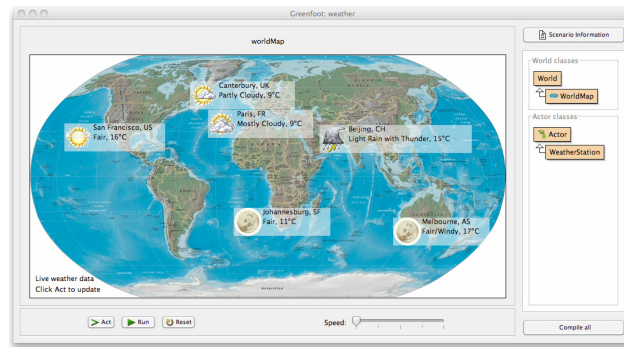 Greenfoot: weather
worldMap
Scenario Information
World classes
World
WorldMap
Actor classes
Actor
WeatherStation
Canterbury, UK
Partly Cloudy, 9°C
Paris, FR
Mostly Cloudy, 9°C
San Francisco, US
Fair, 16°C
Beijing, CH
Light Rain with Thunder, 15°C
Johannesburg, SF
Fair, 11°C
Melbourne, AS
Fair/Windy, 17°C
Live weather data
Click Act to update
Act
Run
Reset
Speed:
Compile all